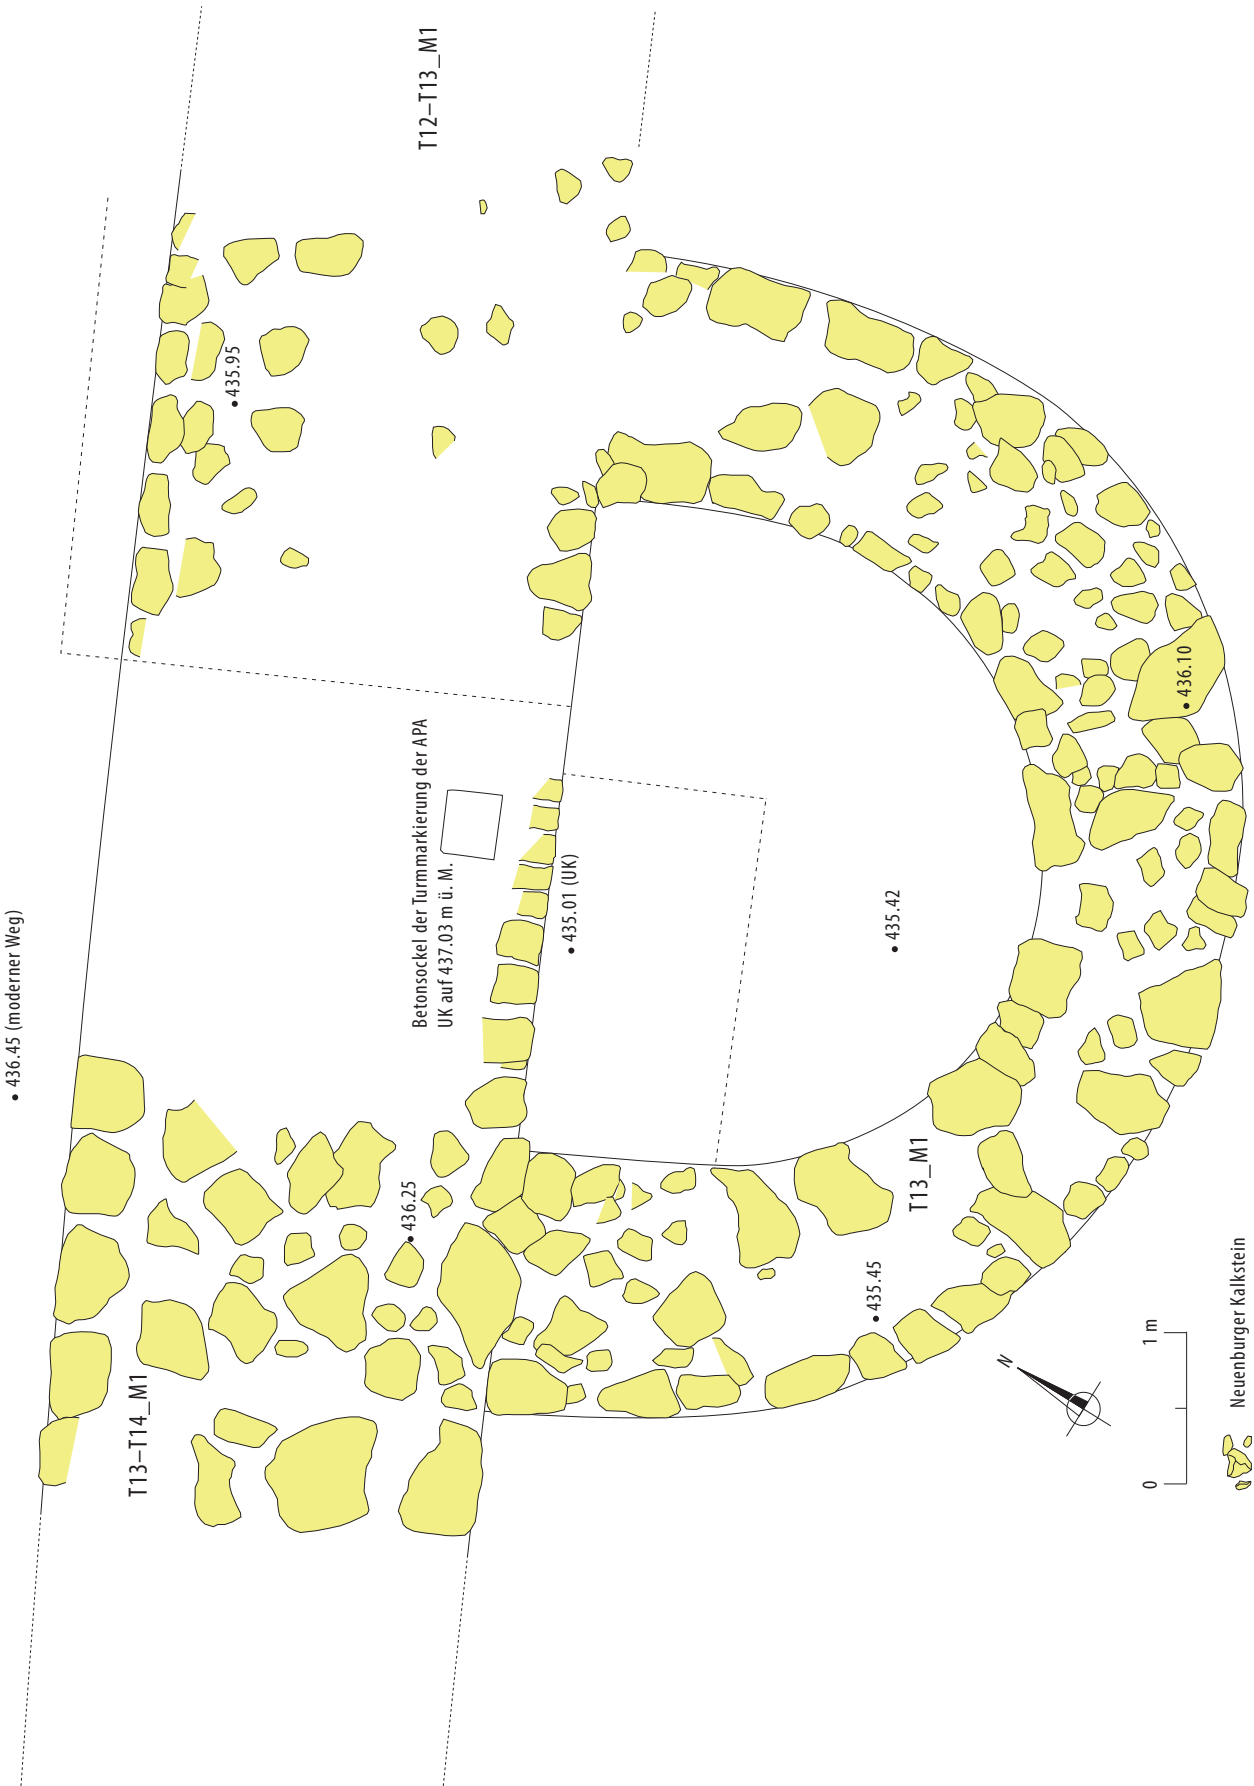 436.45 (moderner Weg)
T12–T13_M1
435.95
Betonsockel der Turmmarkierung der APA
UK auf 437.03 m ü. M.
435.01 (UK)
435.42
436.10
436.25
T13–T14_M1
T13_M1
435.45
N
0
1 m
Neuenburger Kalkstein